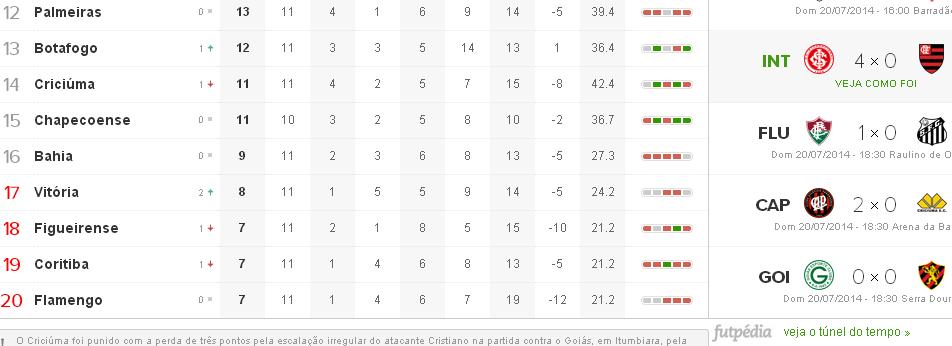 12 Palmeiras 0 13 11 4 1 6 9 14 -5 39.4
13 Botafogo 1 12 11 3 3 5 14 13 1 36.4
14 Criciúma 1 11 11 4 2 5 7 15 -8 42.4
15 Chapecoense 0 11 10 3 2 5 8 10 -2 36.7
16 Bahia 0 9 11 2 3 6 8 13 -5 27.3
17 Vitória 2 8 11 1 5 5 9 14 -5 24.2
18 Figueirense 1 7 11 2 1 8 5 15 -10 21.2
19 Coritiba 1 7 11 1 4 6 8 13 -5 21.2
20 Flamengo 0 7 11 1 4 6 7 19 -12 21.2
O Criciúma foi punido com a perda de três pontos pela escalação irregular do atacante Cristiano na partida contra o Goiás, em Itumbiara, pela
Dom 20/07/2014 - 16:00 Barradã
INT 4 × 0
VEJA COMO FOI
FLU 1 × 0
Dom 20/07/2014 - 18:30 Raulino de O
CAP 2 × 0
Dom 20/07/2014 - 18:30 Arena da Ba
GOI 0 × 0
Dom 20/07/2014 - 18:30 Serra Dour
futpédia veja o túnel do tempo »